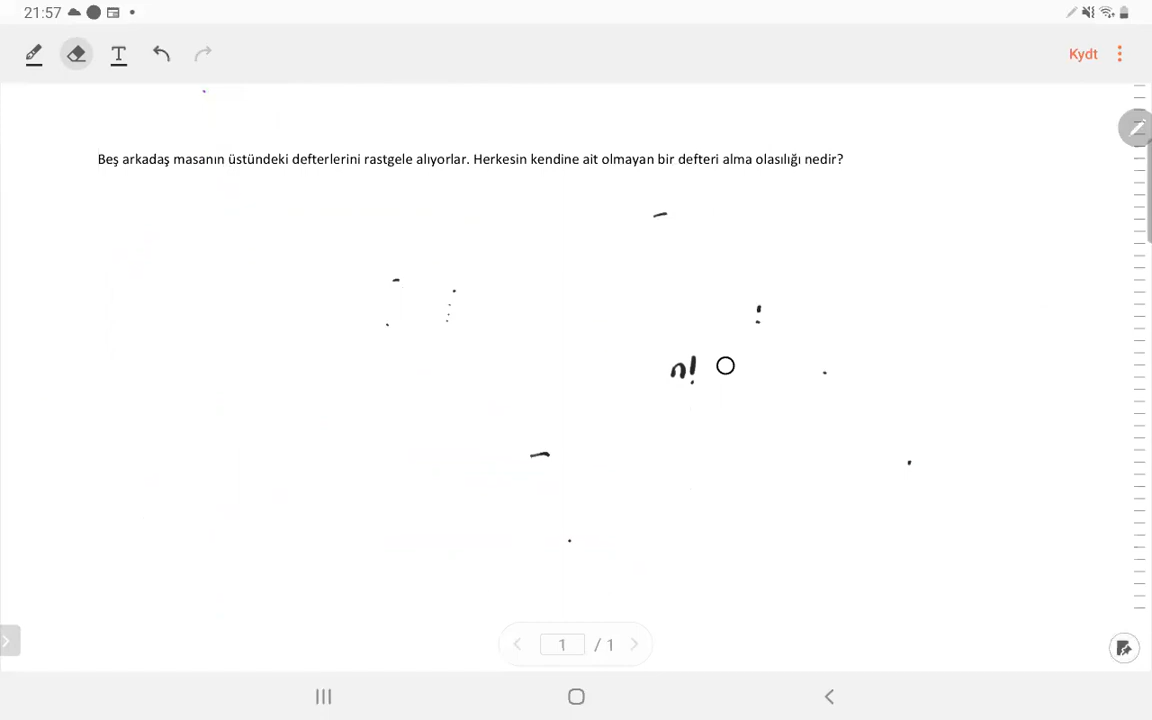 21:57
T
Kydt
Beş arkadaş masanın üstündeki defterlerini rastgele alıyorlar. Herkesin kendine ait olmayan bir defteri alma olasılığı nedir?
!
n!
1 / 1